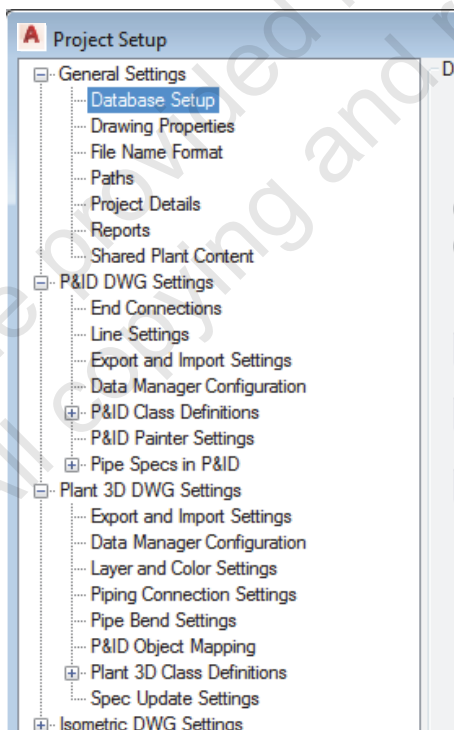 Project Setup
General Settings
D
Database Setup
Drawing Properties
File Name Format
Paths
Project Details
Reports
Shared Plant Content
P&ID DWG Settings
End Connections
Line Settings
Export and Import Settings
Data Manager Configuration
P&ID Class Definitions
P&ID Painter Settings
Pipe Specs in P&ID
Plant 3D DWG Settings
Export and Import Settings
Data Manager Configuration
Layer and Color Settings
Piping Connection Settings
Pipe Bend Settings
P&ID Object Mapping
Plant 3D Class Definitions
Spec Update Settings
Isometric DWG Settings